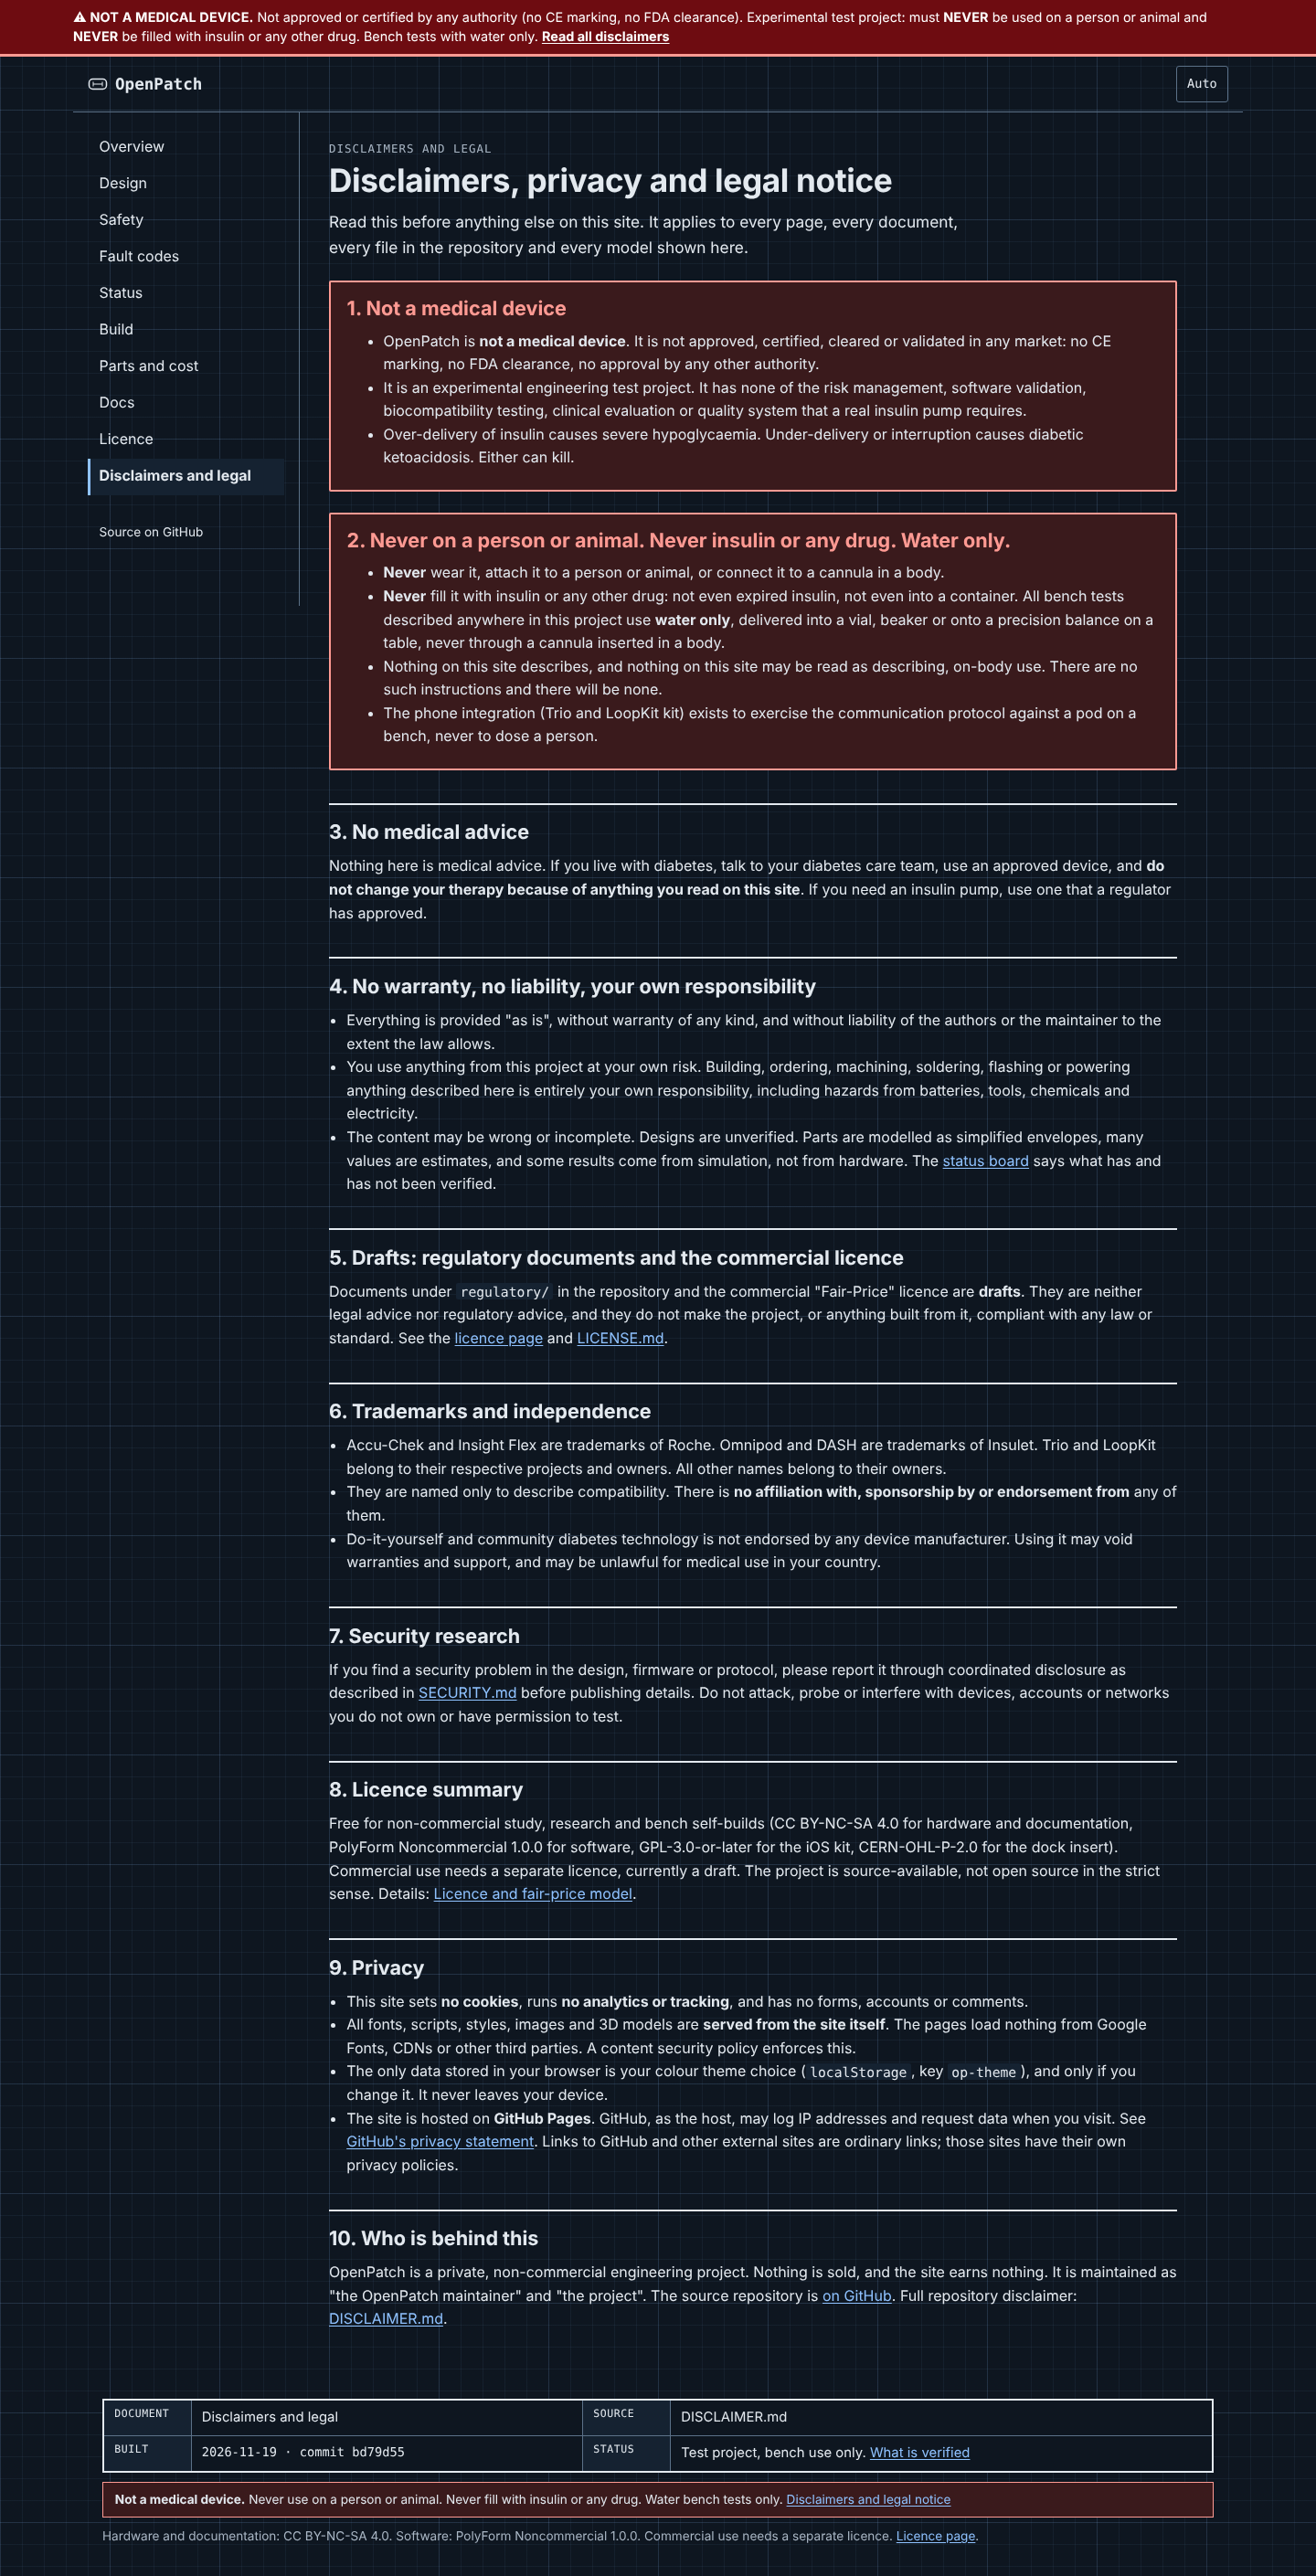 ⚠ NOT A MEDICAL DEVICE. Not approved or certified by any authority (no CE marking, no FDA clearance). Experimental test project: must NEVER be used on a person or animal and
NEVER be filled with insulin or any other drug. Bench tests with water only. Read all disclaimers
OpenPatch
Auto
Overview
Design
Safety
Fault codes
Status
Build
Parts and cost
Docs
Licence
Disclaimers and legal
Source on GitHub
DISCLAIMERS AND LEGAL
Disclaimers, privacy and legal notice
Read this before anything else on this site. It applies to every page, every document,
every file in the repository and every model shown here.
1. Not a medical device
• OpenPatch is not a medical device. It is not approved, certified, cleared or validated in any market: no CE
marking, no FDA clearance, no approval by any other authority.
• It is an experimental engineering test project. It has none of the risk management, software validation,
biocompatibility testing, clinical evaluation or quality system that a real insulin pump requires.
• Over-delivery of insulin causes severe hypoglycaemia. Under-delivery or interruption causes diabetic
ketoacidosis. Either can kill.
2. Never on a person or animal. Never insulin or any drug. Water only.
• Never wear it, attach it to a person or animal, or connect it to a cannula in a body.
• Never fill it with insulin or any other drug: not even expired insulin, not even into a container. All bench tests
described anywhere in this project use water only, delivered into a vial, beaker or onto a precision balance on a
table, never through a cannula inserted in a body.
• Nothing on this site describes, and nothing on this site may be read as describing, on-body use. There are no
such instructions and there will be none.
• The phone integration (Trio and LoopKit kit) exists to exercise the communication protocol against a pod on a
bench, never to dose a person.
3. No medical advice
Nothing here is medical advice. If you live with diabetes, talk to your diabetes care team, use an approved device, and do
not change your therapy because of anything you read on this site. If you need an insulin pump, use one that a regulator
has approved.
4. No warranty, no liability, your own responsibility
• Everything is provided "as is", without warranty of any kind, and without liability of the authors or the maintainer to the
extent the law allows.
• You use anything from this project at your own risk. Building, ordering, machining, soldering, flashing or powering
anything described here is entirely your own responsibility, including hazards from batteries, tools, chemicals and
electricity.
• The content may be wrong or incomplete. Designs are unverified. Parts are modelled as simplified envelopes, many
values are estimates, and some results come from simulation, not from hardware. The status board says what has and
has not been verified.
5. Drafts: regulatory documents and the commercial licence
Documents under regulatory/ in the repository and the commercial "Fair-Price" licence are drafts. They are neither
legal advice nor regulatory advice, and they do not make the project, or anything built from it, compliant with any law or
standard. See the licence page and LICENSE.md.
6. Trademarks and independence
• Accu-Chek and Insight Flex are trademarks of Roche. Omnipod and DASH are trademarks of Insulet. Trio and LoopKit
belong to their respective projects and owners. All other names belong to their owners.
• They are named only to describe compatibility. There is no affiliation with, sponsorship by or endorsement from any of
them.
• Do-it-yourself and community diabetes technology is not endorsed by any device manufacturer. Using it may void
warranties and support, and may be unlawful for medical use in your country.
7. Security research
If you find a security problem in the design, firmware or protocol, please report it through coordinated disclosure as
described in SECURITY.md before publishing details. Do not attack, probe or interfere with devices, accounts or networks
you do not own or have permission to test.
8. Licence summary
Free for non-commercial study, research and bench self-builds (CC BY-NC-SA 4.0 for hardware and documentation,
PolyForm Noncommercial 1.0.0 for software, GPL-3.0-or-later for the iOS kit, CERN-OHL-P-2.0 for the dock insert).
Commercial use needs a separate licence, currently a draft. The project is source-available, not open source in the strict
sense. Details: Licence and fair-price model.
9. Privacy
• This site sets no cookies, runs no analytics or tracking, and has no forms, accounts or comments.
• All fonts, scripts, styles, images and 3D models are served from the site itself. The pages load nothing from Google
Fonts, CDNs or other third parties. A content security policy enforces this.
• The only data stored in your browser is your colour theme choice (localStorage, key op-theme), and only if you
change it. It never leaves your device.
• The site is hosted on GitHub Pages. GitHub, as the host, may log IP addresses and request data when you visit. See
GitHub's privacy statement. Links to GitHub and other external sites are ordinary links; those sites have their own
privacy policies.
10. Who is behind this
OpenPatch is a private, non-commercial engineering project. Nothing is sold, and the site earns nothing. It is maintained as
"the OpenPatch maintainer" and "the project". The source repository is on GitHub. Full repository disclaimer:
DISCLAIMER.md.
DOCUMENT Disclaimers and legal SOURCE DISCLAIMER.md
BUILT 2026-11-19 · commit bd79d55 STATUS Test project, bench use only. What is verified
Not a medical device. Never use on a person or animal. Never fill with insulin or any drug. Water bench tests only. Disclaimers and legal notice
Hardware and documentation: CC BY-NC-SA 4.0. Software: PolyForm Noncommercial 1.0.0. Commercial use needs a separate licence. Licence page.